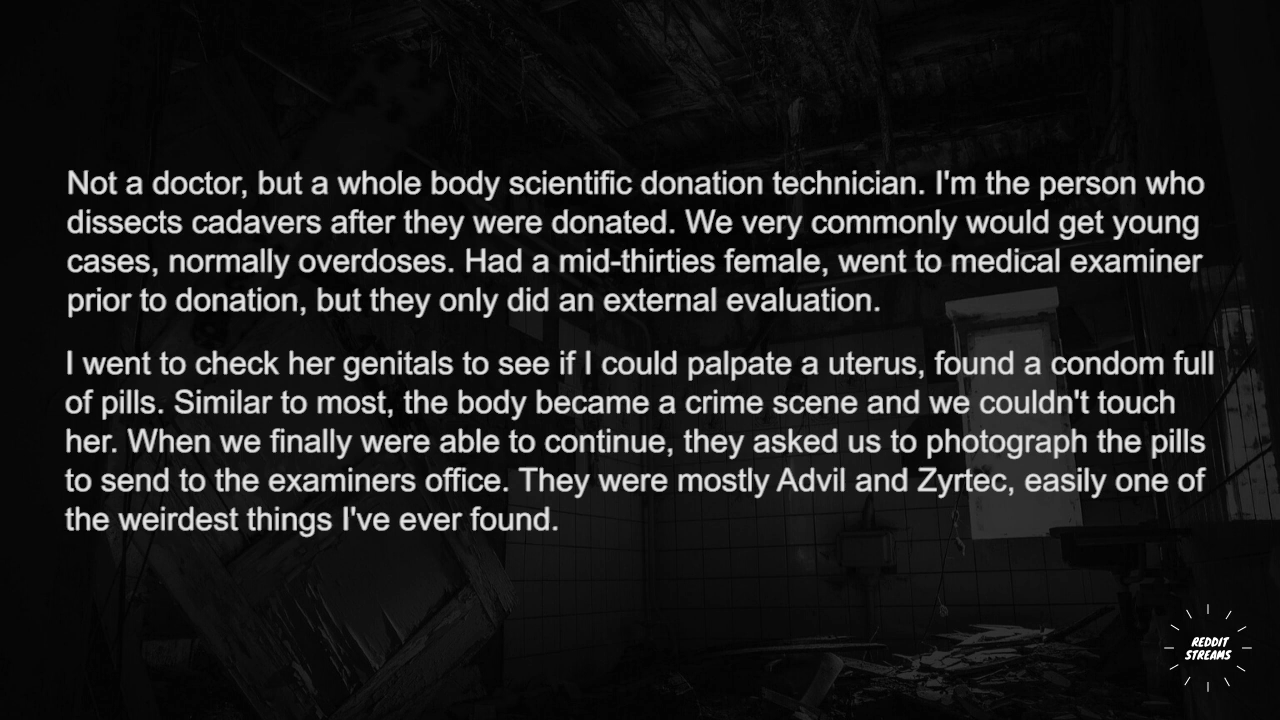 Not a doctor, but a whole body scientific donation technician. I'm the person who
dissects cadavers after they were donated. We very commonly would get young
cases, normally overdoses. Had a mid-thirties female, went to medical examiner
prior to donation, but they only did an external evaluation.
I went to check her genitals to see if I could palpate a uterus, found a condom full
of pills. Similar to most, the body became a crime scene and we couldn't touch
her. When we finally were able to continue, they asked us to photograph the pills
to send to the examiners office. They were mostly Advil and Zyrtec, easily one of
the weirdest things I've ever found.
REDDIT
STREAMS